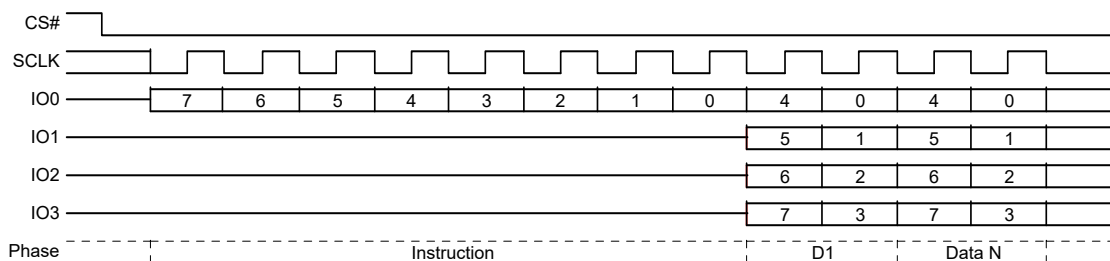 CS#
SCLK
IO0 7 6 5 4 3 2 1 0 4 0 4 0
IO1 5 1 5 1
IO2 6 2 6 2
IO3 7 3 7 3
Phase Instruction D1 Data N